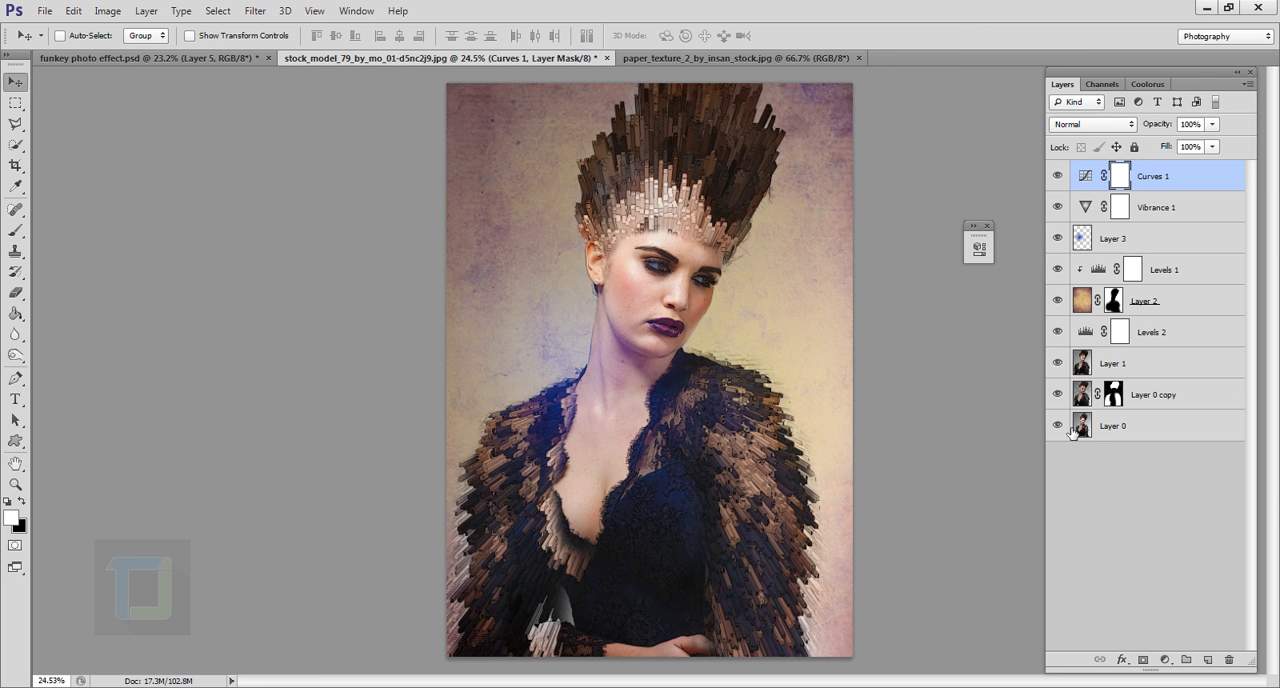 Ps File Edit Image Layer Type Select Filter 3D View Window Help
Auto-Select: Group Show Transform Controls 3D Mode: Photography
funkey photo effect.psd @ 23.2% (Layer 5, RGB/8*) * × stock_model_79_by_mo_01-d5nc2j9.jpg @ 24.5% (Curves 1, Layer Mask/8) * × paper_texture_2_by_insan_stock.jpg @ 66.7% (RGB/8*) ×
Layers Channels Coolorus
Kind
Normal Opacity: 100%
Lock: Fill: 100%
Curves 1
Vibrance 1
Layer 3
Levels 1
Layer 2
Levels 2
Layer 1
Layer 0 copy
Layer 0
24.53% Doc: 17.3M/102.8M